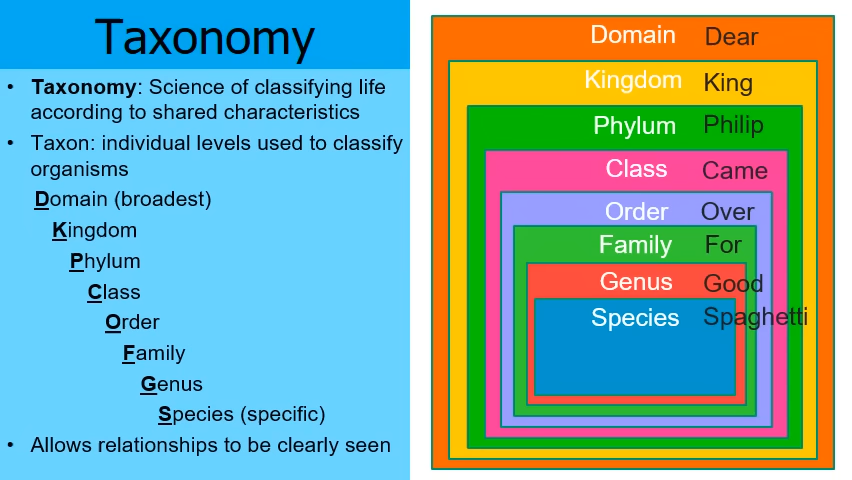 Taxonomy
• Taxonomy: Science of classifying life
according to shared characteristics
• Taxon: individual levels used to classify
organisms
Domain (broadest)
Kingdom
Phylum
Class
Order
Family
Genus
Species (specific)
• Allows relationships to be clearly seen
Domain Dear
Kingdom King
Phylum Philip
Class Came
Order Over
Family For
Genus Good
Species Spaghetti